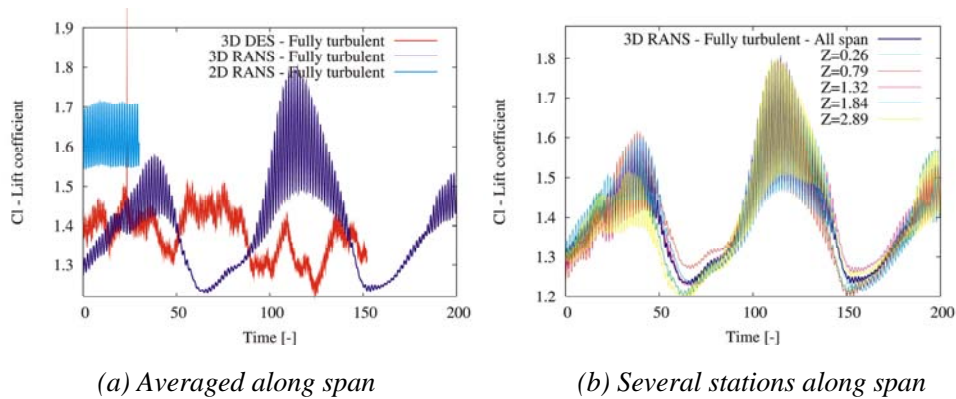 1.9
1.8
1.7
1.6
1.5
1.4
1.3
1.2
Cl - Lift coefficient
3D DES - Fully turbulent
3D RANS - Fully turbulent
2D RANS - Fully turbulent
0 50 100 150 200
Time [-]
(a) Averaged along span
1.8
1.6
1.4
1.3
1.2
Cl - Lift coefficient
3D RANS - Fully turbulent - All span
Z=0.26
Z=0.79
Z=1.32
Z=1.84
Z=2.89
0 50 100 150 200
Time [-]
(b) Several stations along span